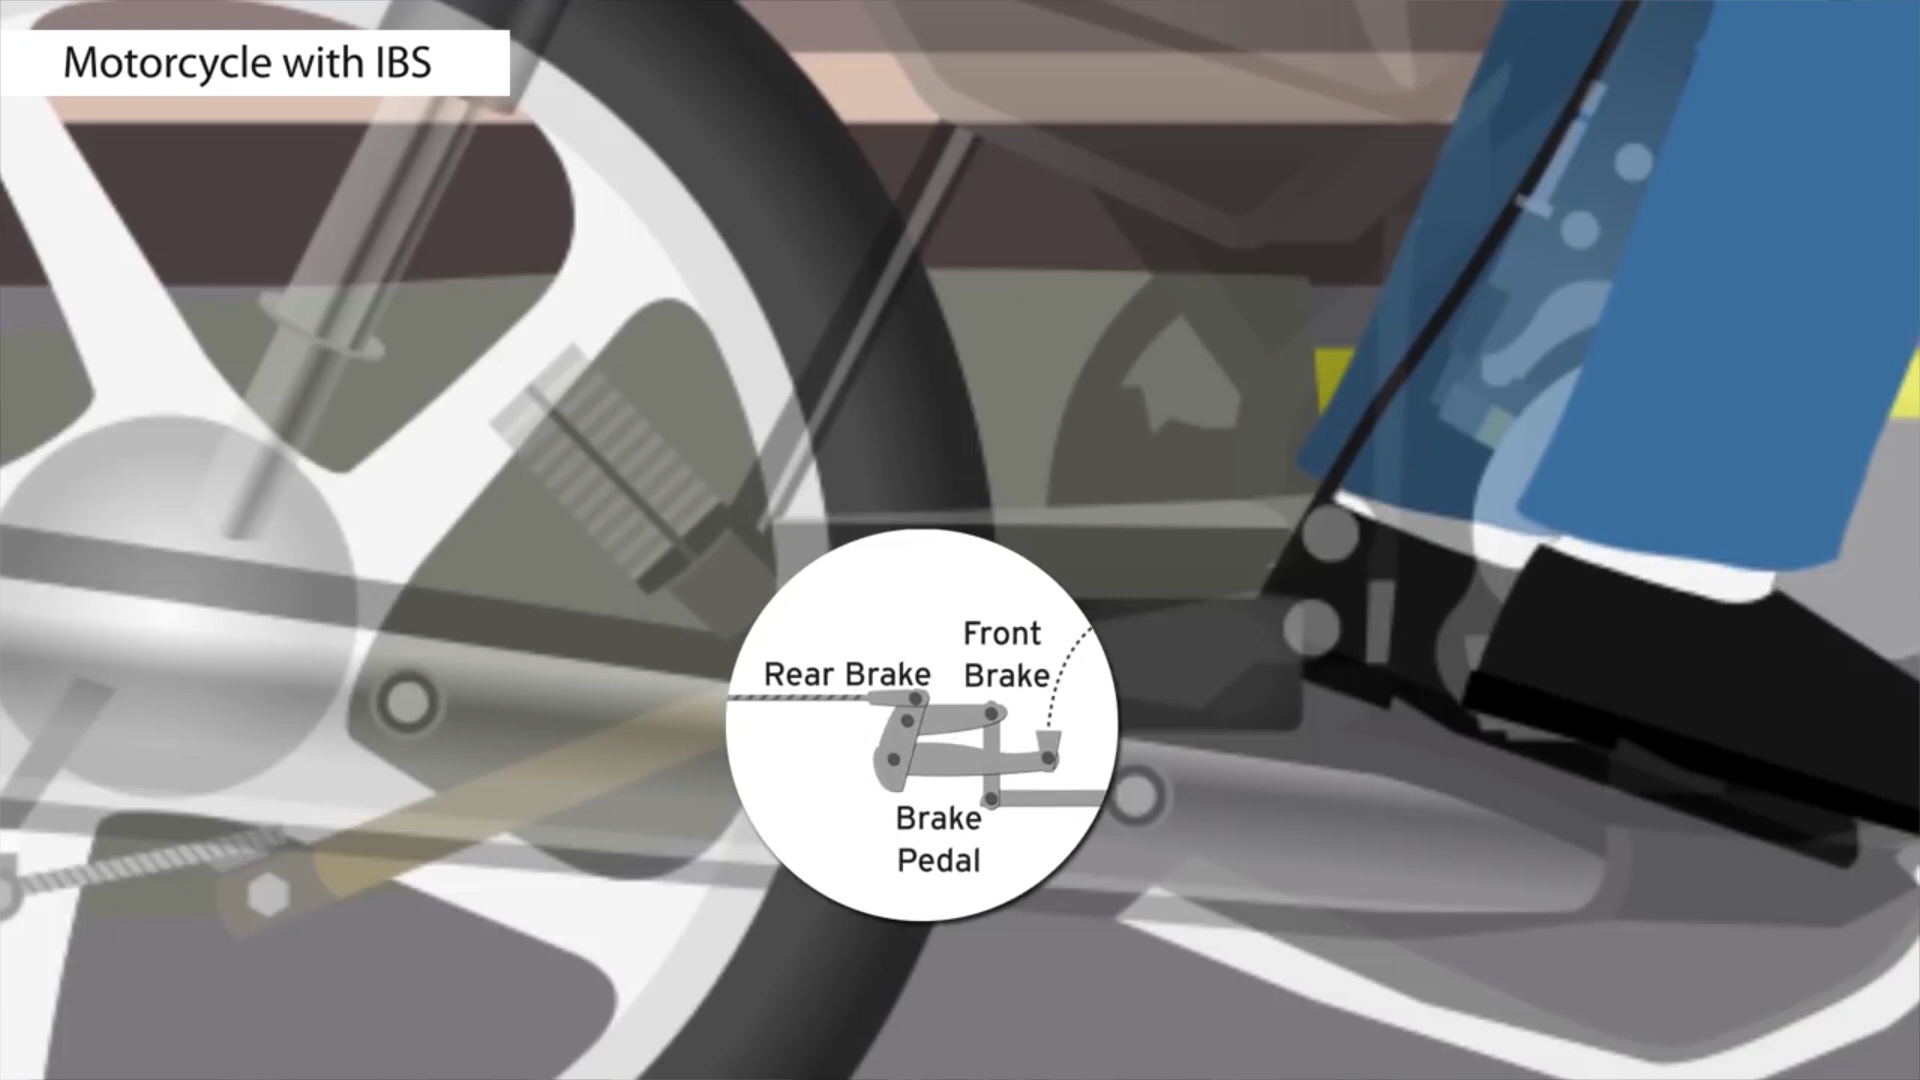 Motorcycle with IBS
Front
Brake
Rear Brake
Brake
Pedal